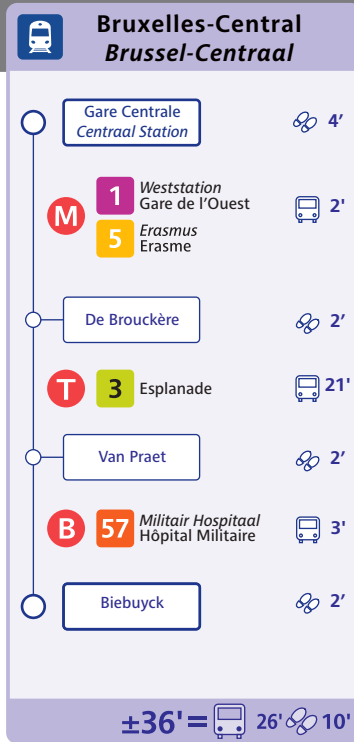 Bruxelles-Central
Brussel-Centraal
Gare Centrale
Centraal Station
4’
M
1
Weststation
Gare de l’Ouest
2'
5
Erasmus
Erasme
De Brouckère
2’
T
3
Esplanade
21'
Van Praet
2’
B
57
Militair Hospitaal
Hôpital Militaire
3'
Biebuyck
2’
±36'= 26' 10'